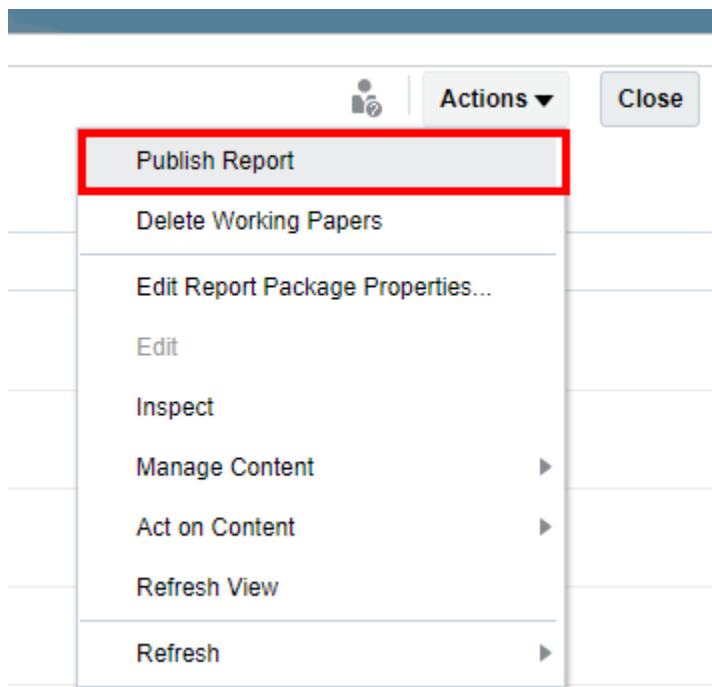 Actions
Close
Publish Report
Delete Working Papers
Edit Report Package Properties...
Edit
Inspect
Manage Content
Act on Content
Refresh View
Refresh